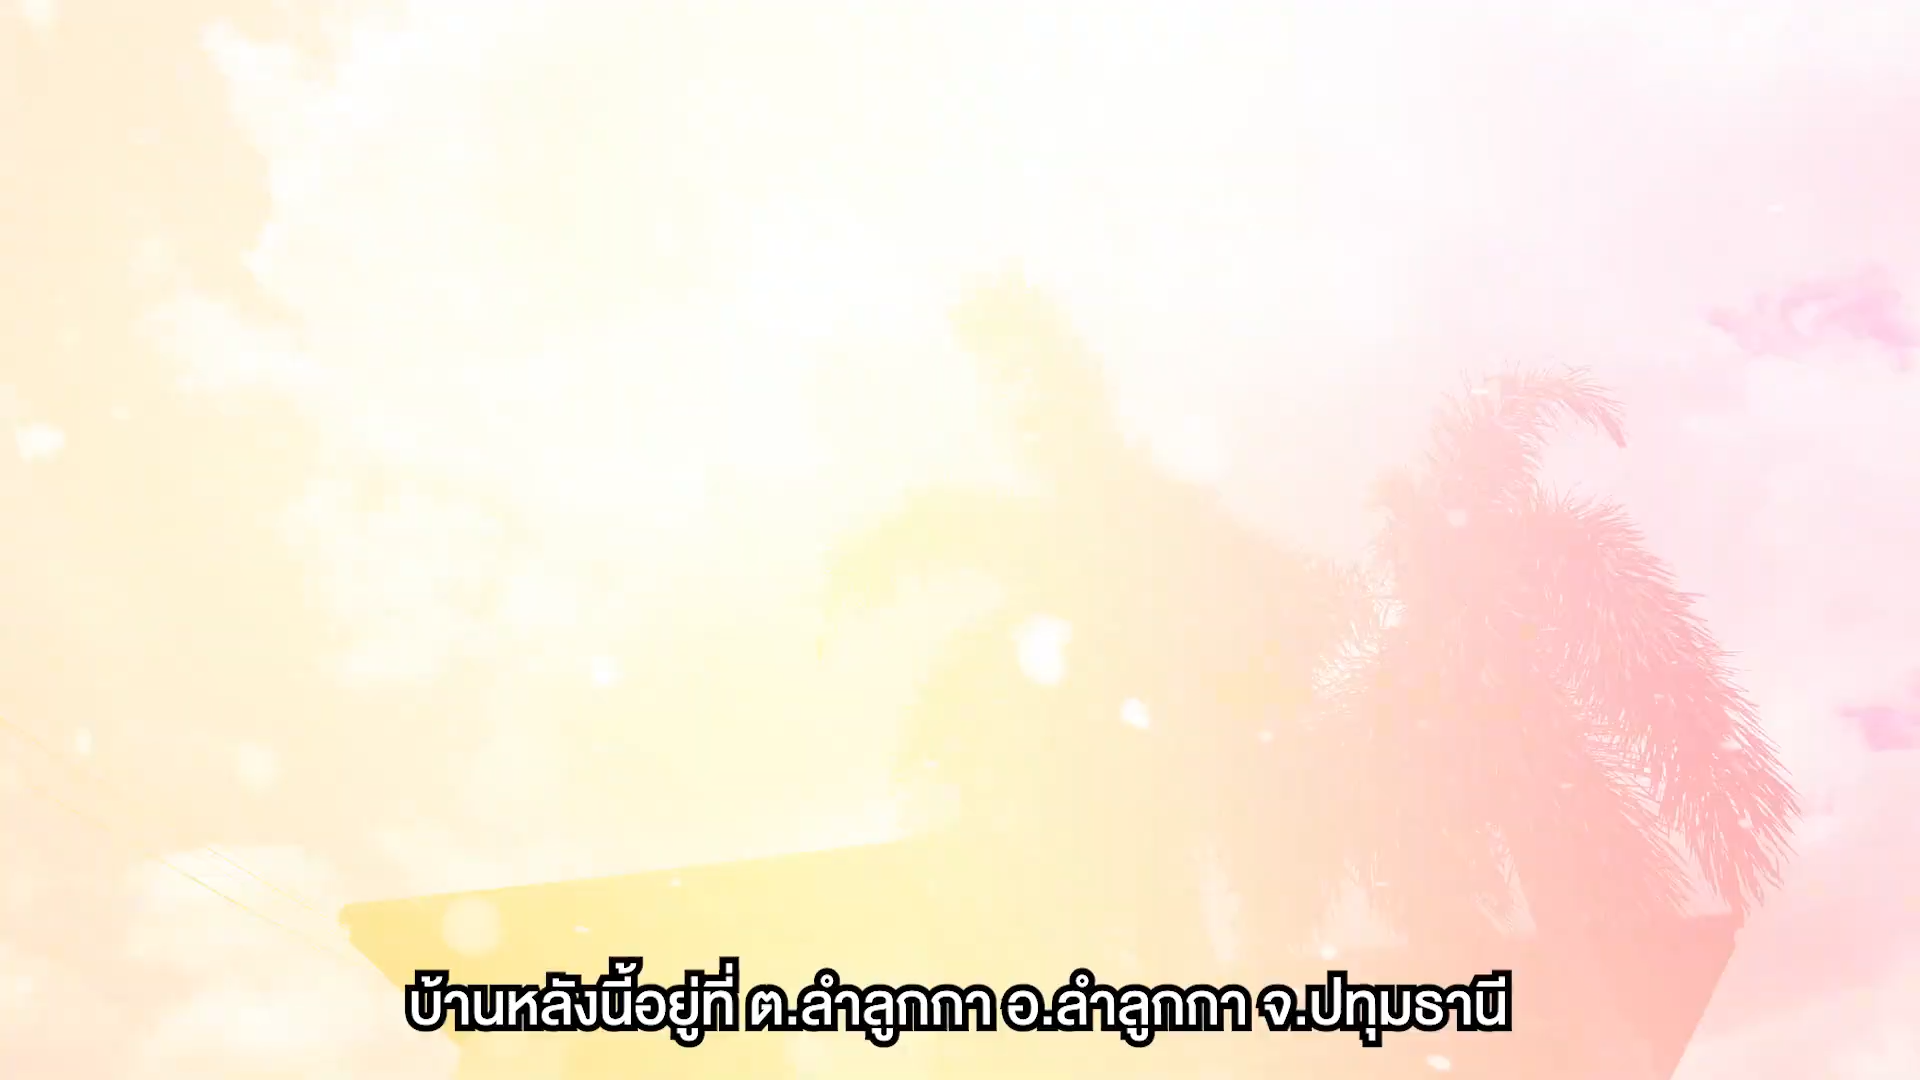 บ้านหลังนี้อยู่ที่ ต.ลำลูกกา อ.ลำลูกกา จ.ปทุมธานี